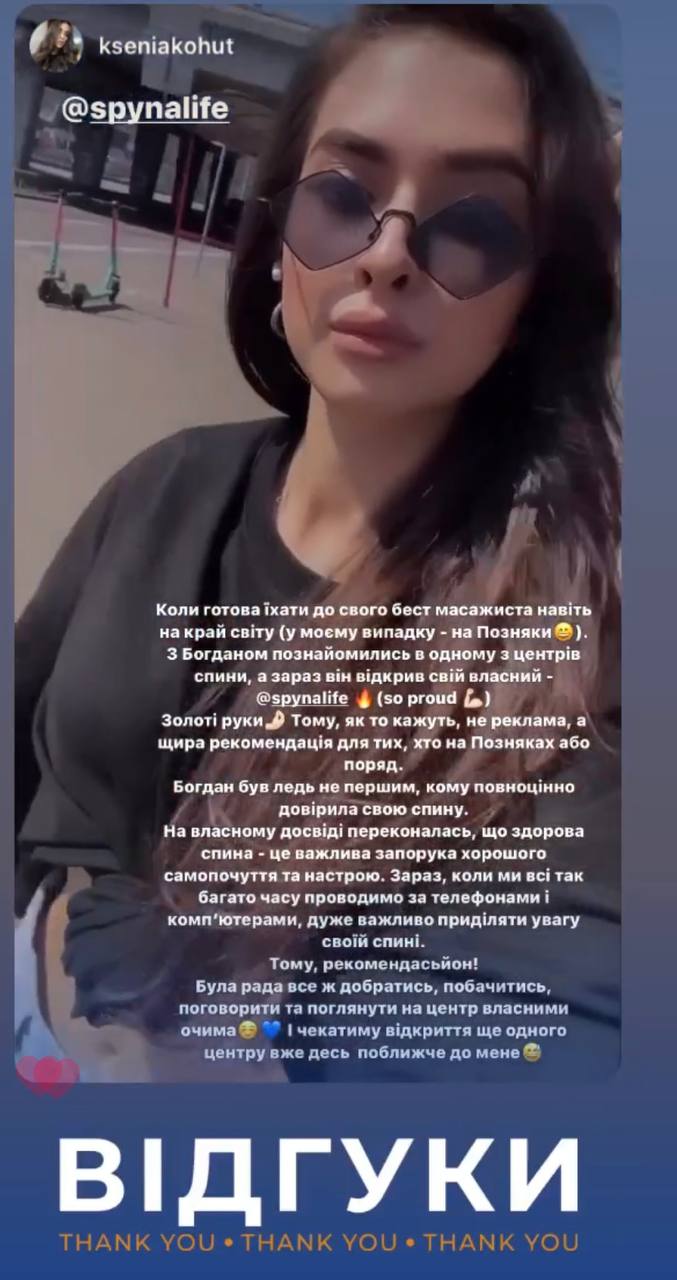 kseniakohut
@spynalife
Коли готова їхати до свого бест масажиста навіть
на край світу (у моєму випадку - на Позняки😄).
З Богданом познайомились в одному з центрів
спини, а зараз він відкрив свій власний -
@spynalife 🔥 (so proud 💪🏻)
Золоті руки🤌🏻 Тому, як то кажуть, не реклама, а
щира рекомендація для тих, хто на Позняках або
поряд.
Богдан був ледь не першим, кому повноцінно
довірила свою спину.
На власному досвіді переконалась, що здорова
спина - це важлива запорука хорошого
самопочуття та настрою. Зараз, коли ми всі так
багато часу проводимо за телефонами і
комп‘ютерами, дуже важливо приділяти увагу
своїй спині.
Тому, рекомендасьйон!
Була рада все ж добратись, побачитись,
поговорити та поглянути на центр власними
очима☺️💙 І чекатиму відкриття ще одного
центру вже десь поближче до мене😅
ВІДГУКИ
THANK YOU • THANK YOU • THANK YOU